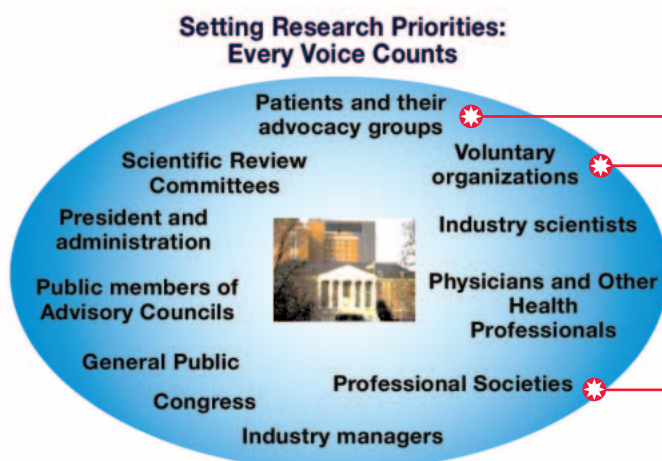 Setting Research Priorities:
Every Voice Counts
Patients and their
advocacy groups
Scientific Review
Committees
Voluntary
organizations
President and
administration
Industry scientists
Public members of
Advisory Councils
Physicians and Other
Health
Professionals
General Public
Professional Societies
Congress
Industry managers